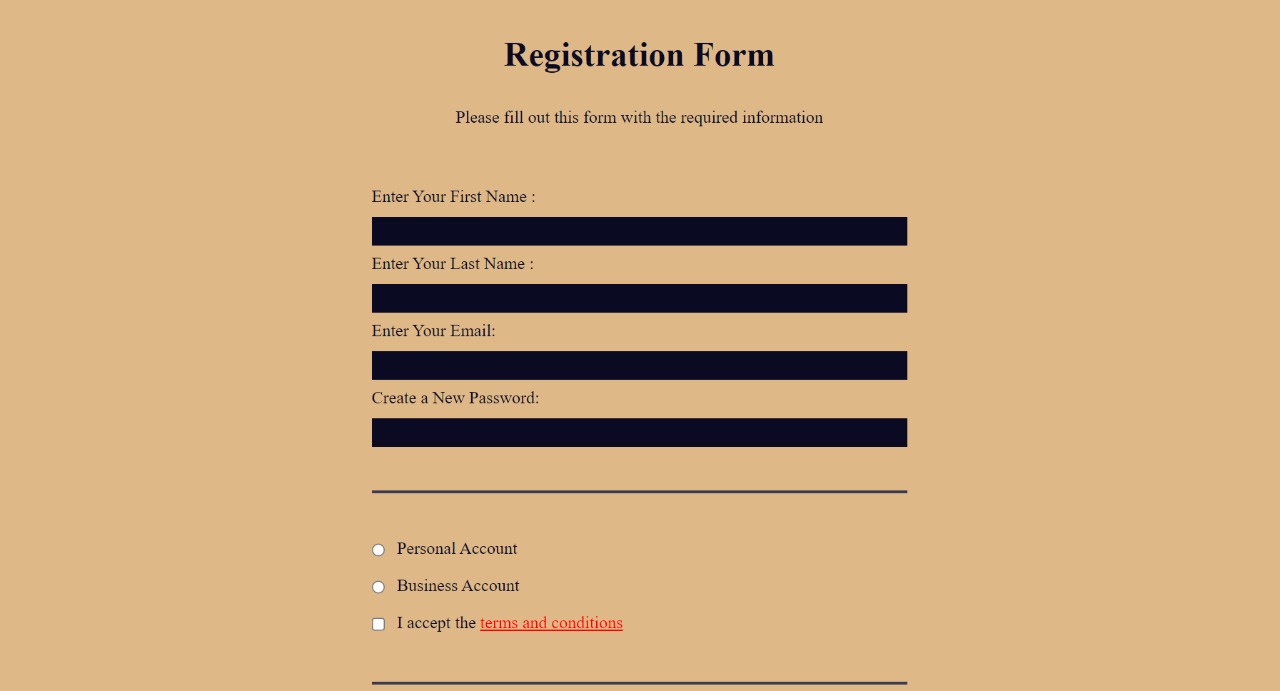 Registration Form
Please fill out this form with the required information
Enter Your First Name :
Enter Your Last Name :
Enter Your Email:
Create a New Password:
Personal Account
Business Account
I accept the terms and conditions